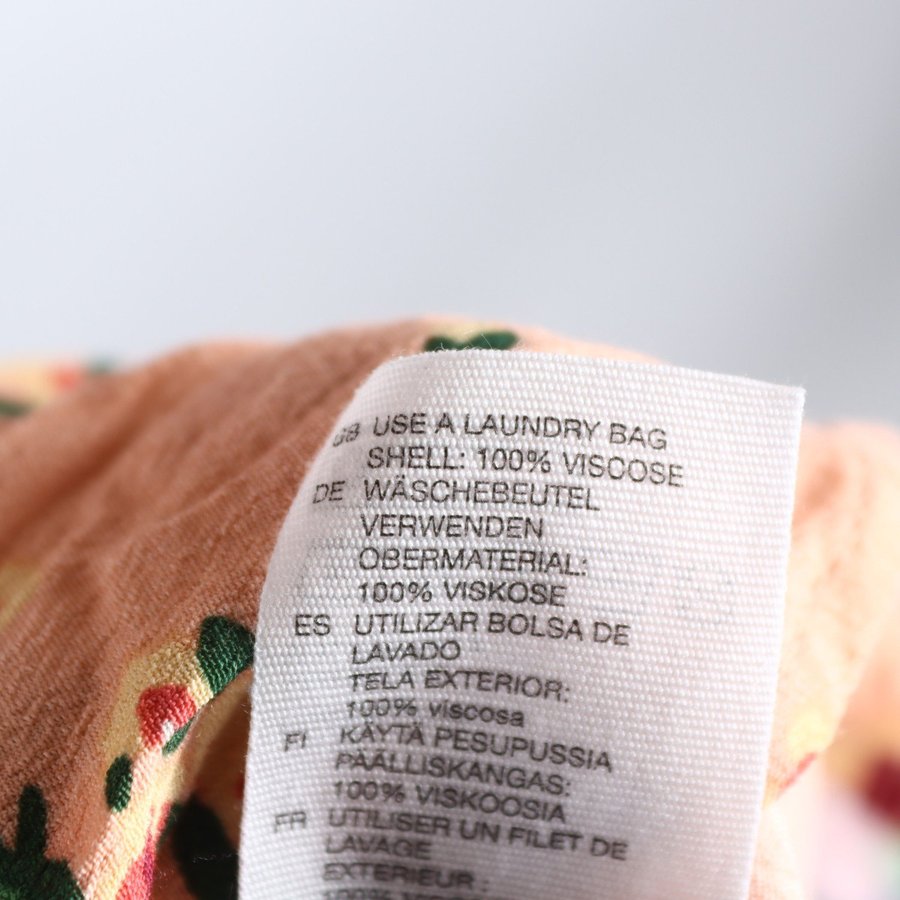 GB USE A LAUNDRY BAG
SHELL: 100% VISCOSE
DE WÄSCHEBEUTEL
VERWENDEN
OBERMATERIAL:
100% VISKOSE
ES UTILIZAR BOLSA DE
LAVADO
TELA EXTERIOR:
100% viscosa
FI KÄYTÄ PESUPUSSIA
PÄÄLLISKANGAS:
100% VISKOOSIA
FR UTILISER UN FILET DE
LAVAGE
EXTERIEUR :